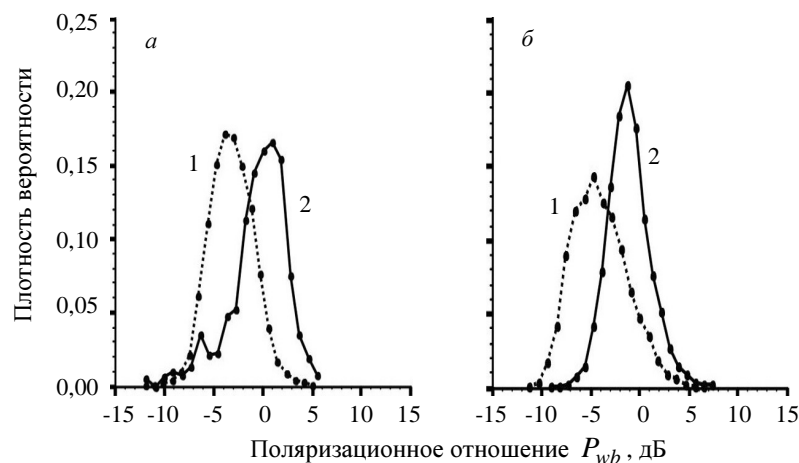 0,25
0,20
0,15
0,10
0,05
0,00
Плотность вероятности
а
1
2
-15 -10 -5 0 5 10 15
б
1
2
-15 -10 -5 0 5 10 15
Поляризационное отношение P_wb, дБ